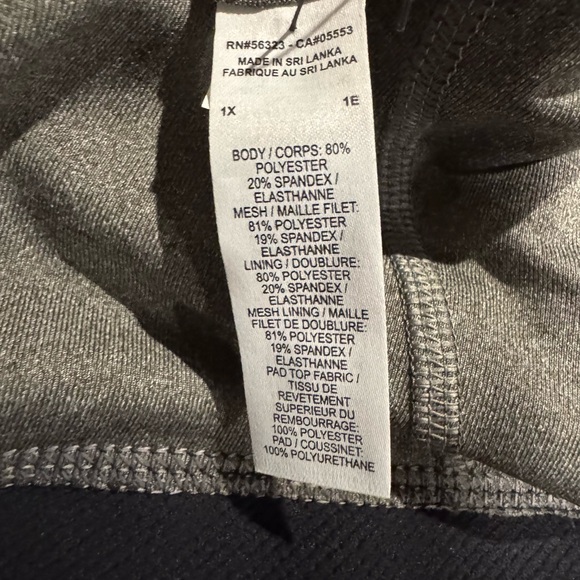 RN#56323 - CA#05553
MADE IN SRI LANKA
FABRIQUE AU SRI LANKA
1X 1E
BODY / CORPS: 80%
POLYESTER
20% SPANDEX /
ELASTHANNE
MESH / MAILLE FILET:
81% POLYESTER
19% SPANDEX /
ELASTHANNE
LINING / DOUBLURE:
80% POLYESTER
20% SPANDEX /
ELASTHANNE
MESH LINING / MAILLE
FILET DE DOUBLURE:
81% POLYESTER
19% SPANDEX /
ELASTHANNE
PAD TOP FABRIC /
TISSU DE
REVETEMENT
SUPERIEUR DU
REMBOURRAGE:
100% POLYESTER
PAD / COUSSINET:
100% POLYURETHANE